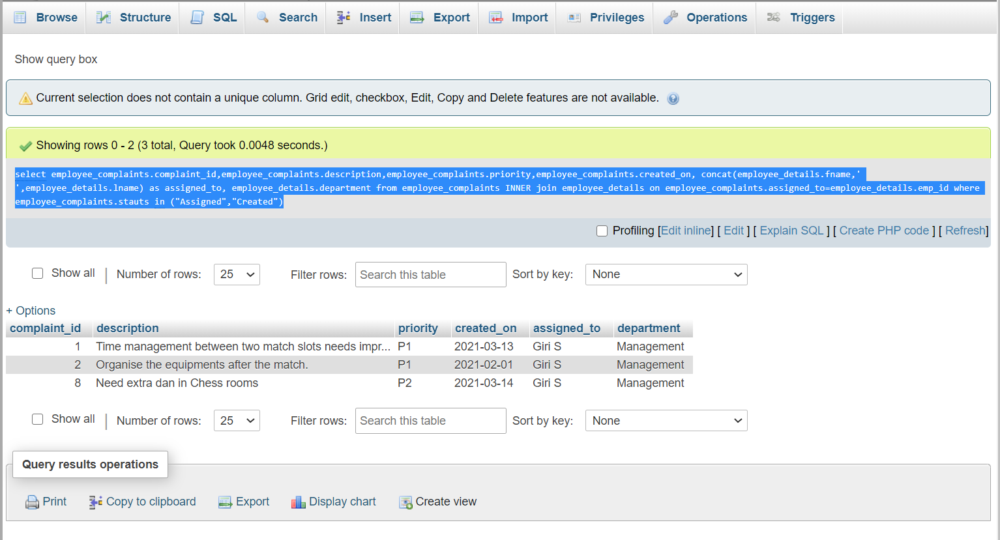 Browse Structure SQL Search Insert Export Import Privileges Operations Triggers
Show query box
Current selection does not contain a unique column. Grid edit, checkbox, Edit, Copy and Delete features are not available.
Showing rows 0 - 2 (3 total, Query took 0.0048 seconds.)
select employee_complaints.complaint_id,employee_complaints.description,employee_complaints.priority,employee_complaints.created_on, concat(employee_details.fname,'
',employee_details.lname) as assigned_to, employee_details.department from employee_complaints INNER join employee_details on employee_complaints.assigned_to=employee_details.emp_id where
employee_complaints.stauts in ("Assigned","Created")
Profiling [Edit inline] [ Edit ] [ Explain SQL ] [ Create PHP code ] [ Refresh]
Show all | Number of rows: 25 Filter rows: Search this table Sort by key: None
+ Options
complaint_id description priority created_on assigned_to department
1 Time management between two match slots needs impr... P1 2021-03-13 Giri S Management
2 Organise the equipments after the match. P1 2021-02-01 Giri S Management
8 Need extra dan in Chess rooms P2 2021-03-14 Giri S Management
Show all | Number of rows: 25 Filter rows: Search this table Sort by key: None
Query results operations
Print Copy to clipboard Export Display chart Create view